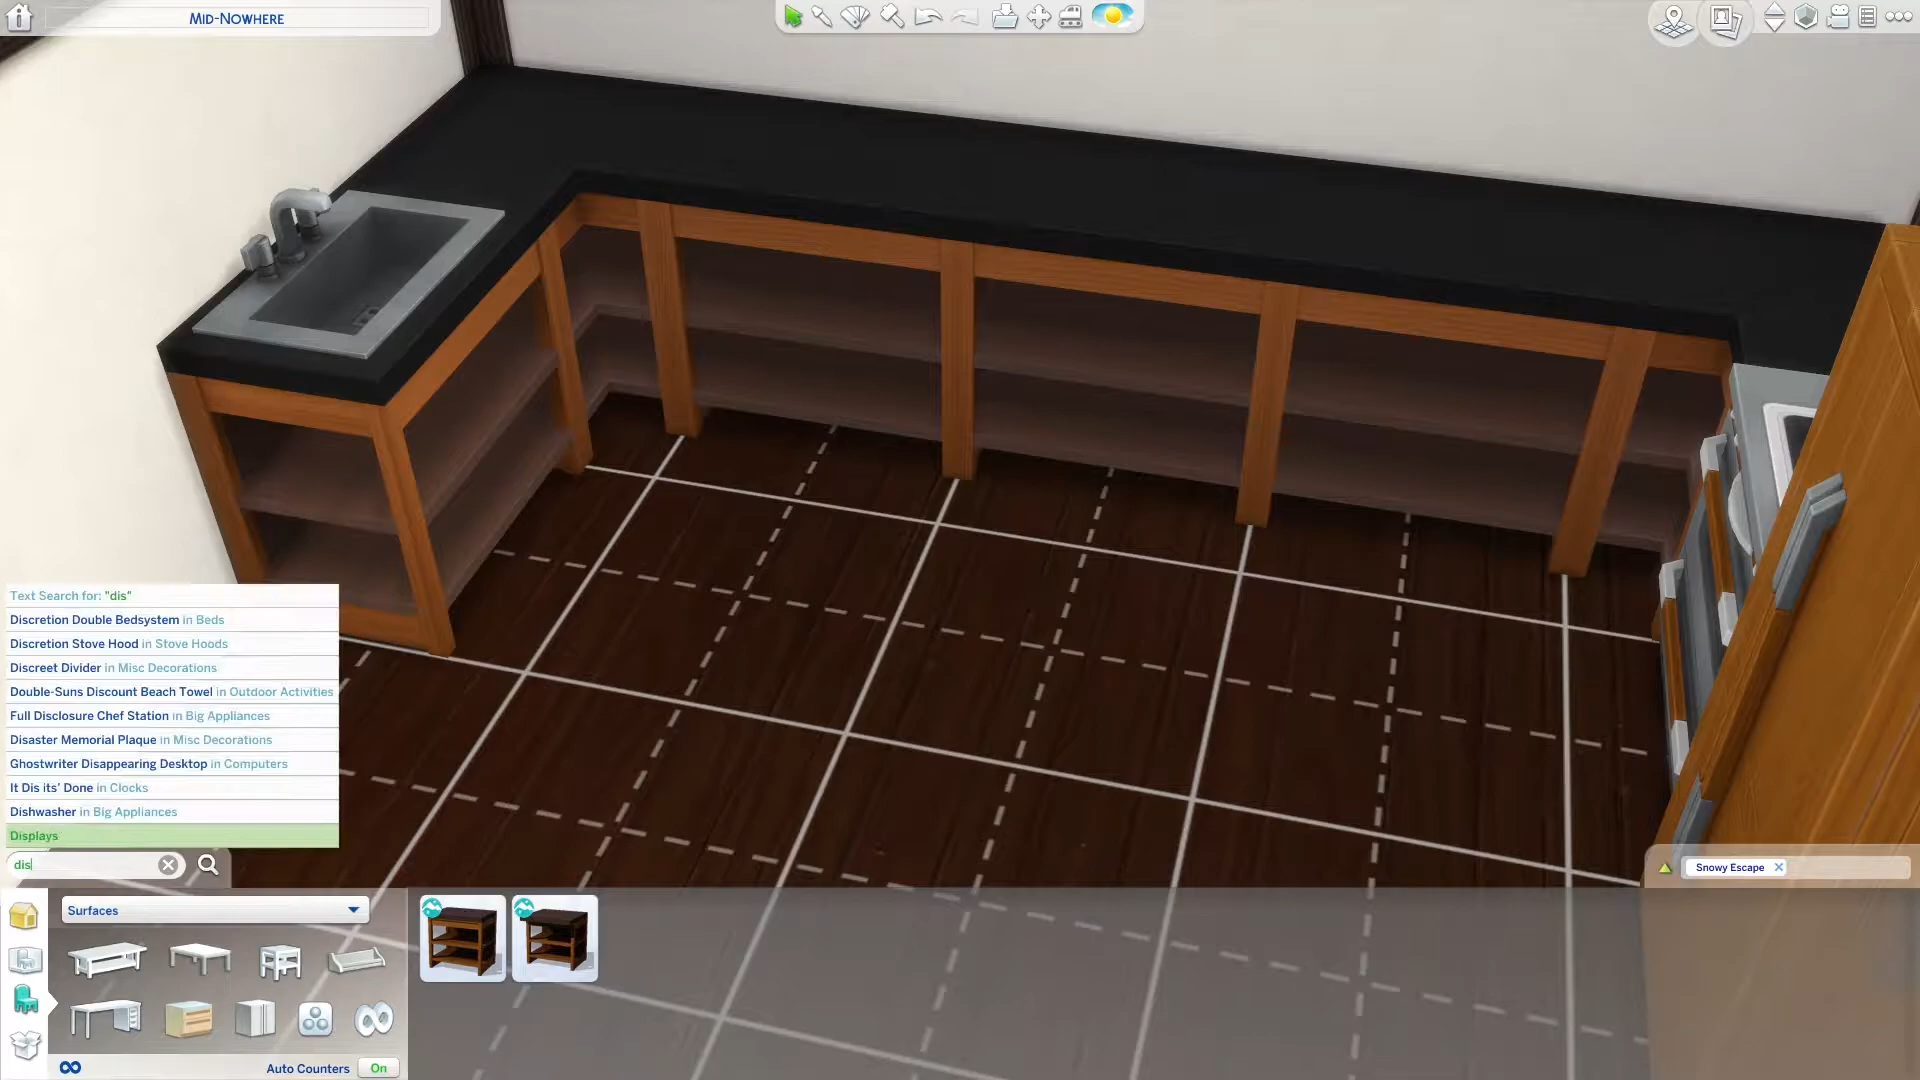 Mid-Nowhere
Text Search for: "dis"
Discretion Double Bedsystem in Beds
Discretion Stove Hood in Stove Hoods
Discreet Divider in Misc Decorations
Double-Suns Discount Beach Towel in Outdoor Activities
Full Disclosure Chef Station in Big Appliances
Disaster Memorial Plaque in Misc Decorations
Ghostwriter Disappearing Desktop in Computers
It Dis its' Done in Clocks
Dishwasher in Big Appliances
Displays
dis
Snowy Escape
Surfaces
Auto Counters On